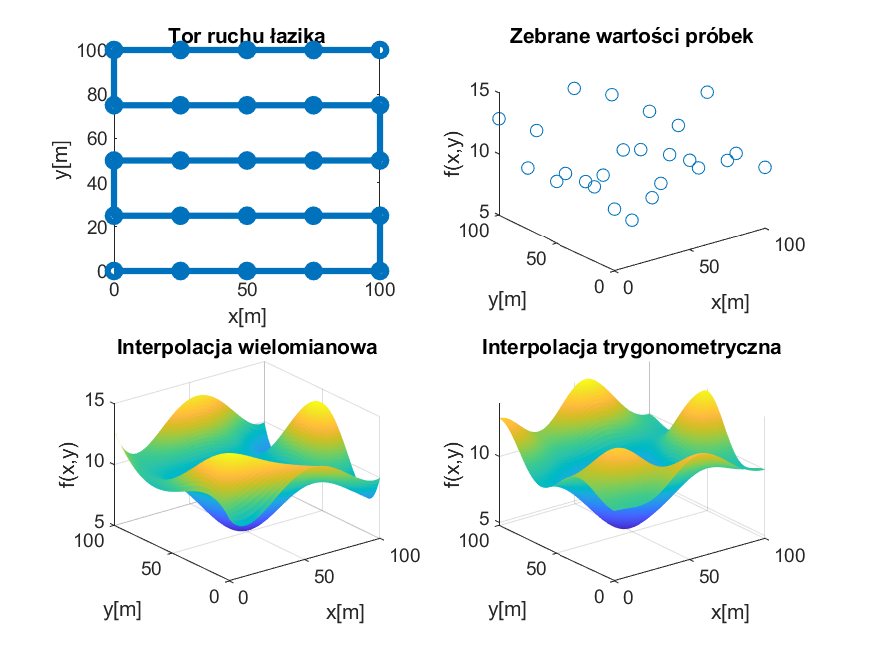 Tor ruchu łazika
100
80
60
40
20
0
y[m]
0 50 100
x[m]
Zebrane wartości próbek
15
10
5
f(x,y)
100
50
0
y[m]
0
50
100
x[m]
Interpolacja wielomianowa
15
10
5
f(x,y)
100
50
0
y[m]
0
50
100
x[m]
Interpolacja trygonometryczna
10
5
f(x,y)
100
50
0
y[m]
0
50
100
x[m]